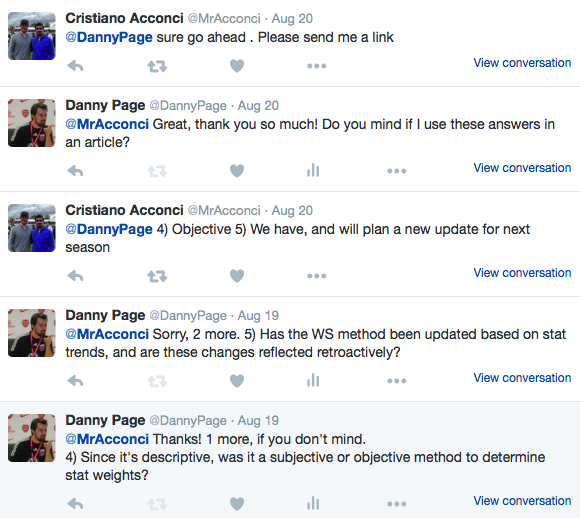 Cristiano Acconci @MrAcconci · Aug 20
@DannyPage sure go ahead . Please send me a link
View conversation
Danny Page @DannyPage · Aug 20
@MrAcconci Great, thank you so much! Do you mind if I use these answers in
an article?
View conversation
Cristiano Acconci @MrAcconci · Aug 20
@DannyPage 4) Objective 5) We have, and will plan a new update for next
season
View conversation
Danny Page @DannyPage · Aug 19
@MrAcconci Sorry, 2 more. 5) Has the WS method been updated based on stat
trends, and are these changes reflected retroactively?
View conversation
Danny Page @DannyPage · Aug 19
@MrAcconci Thanks! 1 more, if you don't mind.
4) Since it's descriptive, was it a subjective or objective method to determine
stat weights?
View conversation